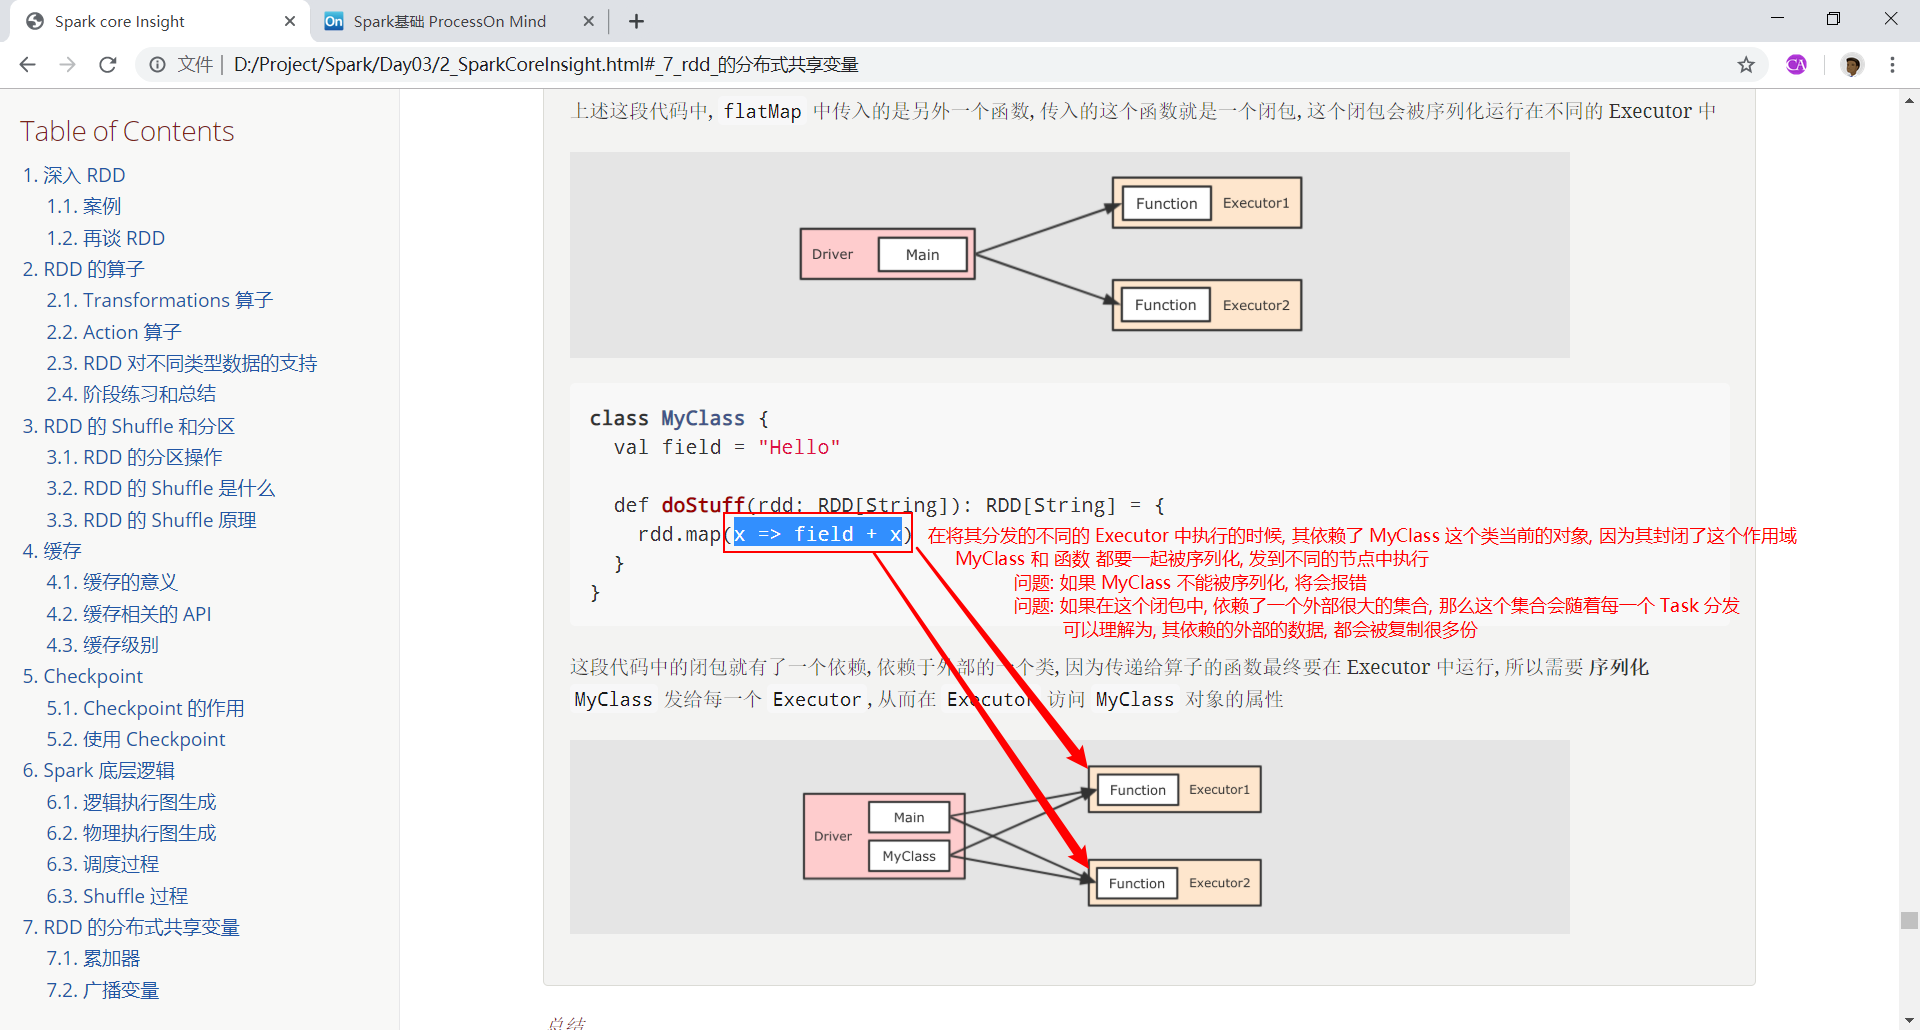 Spark core Insight
On Spark基础 ProcessOn Mind
文件 | D:/Project/Spark/Day03/2_SparkCoreInsight.html#_7_rdd_的分布式共享变量
CA
Table of Contents
1. 深入 RDD
1.1. 案例
1.2. 再谈 RDD
2. RDD 的算子
2.1. Transformations 算子
2.2. Action 算子
2.3. RDD 对不同类型数据的支持
2.4. 阶段练习和总结
3. RDD 的 Shuffle 和分区
3.1. RDD 的分区操作
3.2. RDD 的 Shuffle 是什么
3.3. RDD 的 Shuffle 原理
4. 缓存
4.1. 缓存的意义
4.2. 缓存相关的 API
4.3. 缓存级别
5. Checkpoint
5.1. Checkpoint 的作用
5.2. 使用 Checkpoint
6. Spark 底层逻辑
6.1. 逻辑执行图生成
6.2. 物理执行图生成
6.3. 调度过程
6.3. Shuffle 过程
7. RDD 的分布式共享变量
7.1. 累加器
7.2. 广播变量
上述这段代码中, flatMap 中传入的是另外一个函数, 传入的这个函数就是一个闭包, 这个闭包会被序列化运行在不同的 Executor 中
Function Executor1
Driver Main
Function Executor2
class MyClass {
val field = "Hello"
def doStuff(rdd: RDD[String]): RDD[String] = {
rdd.map(x => field + x)
}
}
在将其分发的不同的 Executor 中执行的时候, 其依赖了 MyClass 这个类当前的对象, 因为其封闭了这个作用域
MyClass 和 函数 都要一起被序列化, 发到不同的节点中执行
问题: 如果 MyClass 不能被序列化, 将会报错
问题: 如果在这个闭包中, 依赖了一个外部很大的集合, 那么这个集合会随着每一个 Task 分发
可以理解为, 其依赖的外部的数据, 都会被复制很多份
这段代码中的闭包就有了一个依赖, 依赖于外部的一个类, 因为传递给算子的函数最终要在 Executor 中运行, 所以需要 序列化
MyClass 发给每一个 Executor , 从而在 Executor 访问 MyClass 对象的属性
Function Executor1
Main
Driver
MyClass
Function Executor2
总结